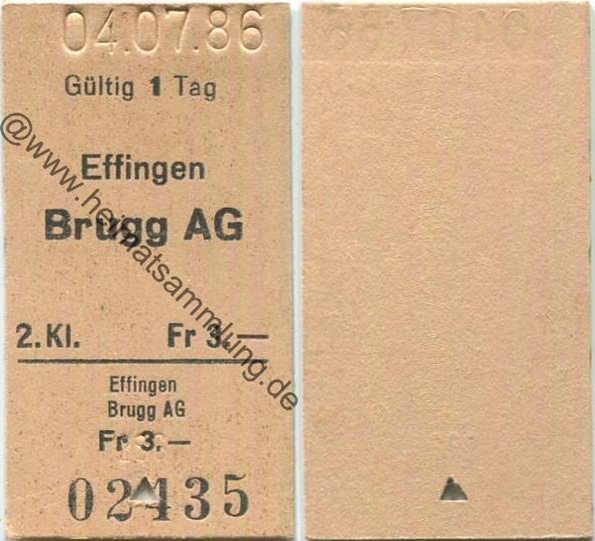 04.07.86
Gültig 1 Tag
Effingen
Brugg AG
2. Kl. Fr 3.—
Effingen
Brugg AG
Fr 3.—
02435
@www.heimatsammlung.de